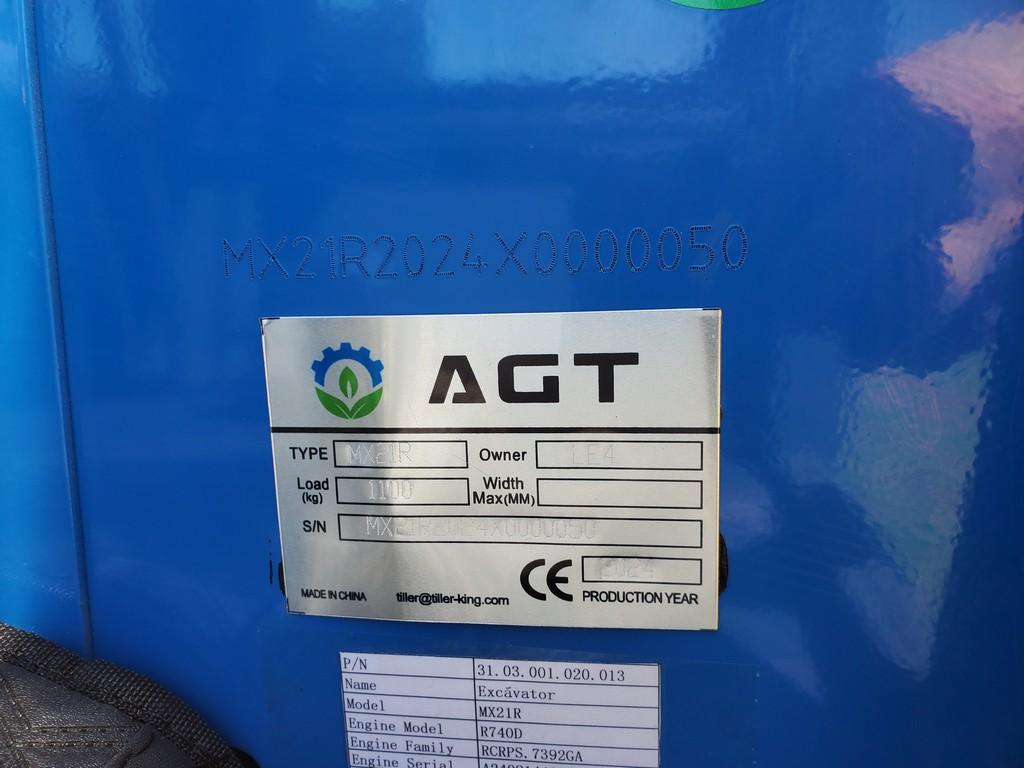 MX21R2024X0000050
AGT
TYPE MX21R Owner LE4
Load (kg) 1100 Width Max(MM)
S/N MX21R2024X0000050
CE 2024
MADE IN CHINA tiller@tiller-king.com PRODUCTION YEAR
P/N 31.03.001.020.013
Name Excávator
Model MX21R
Engine Model R740D
Engine Family RCRPS.7392GA
Engine Serial